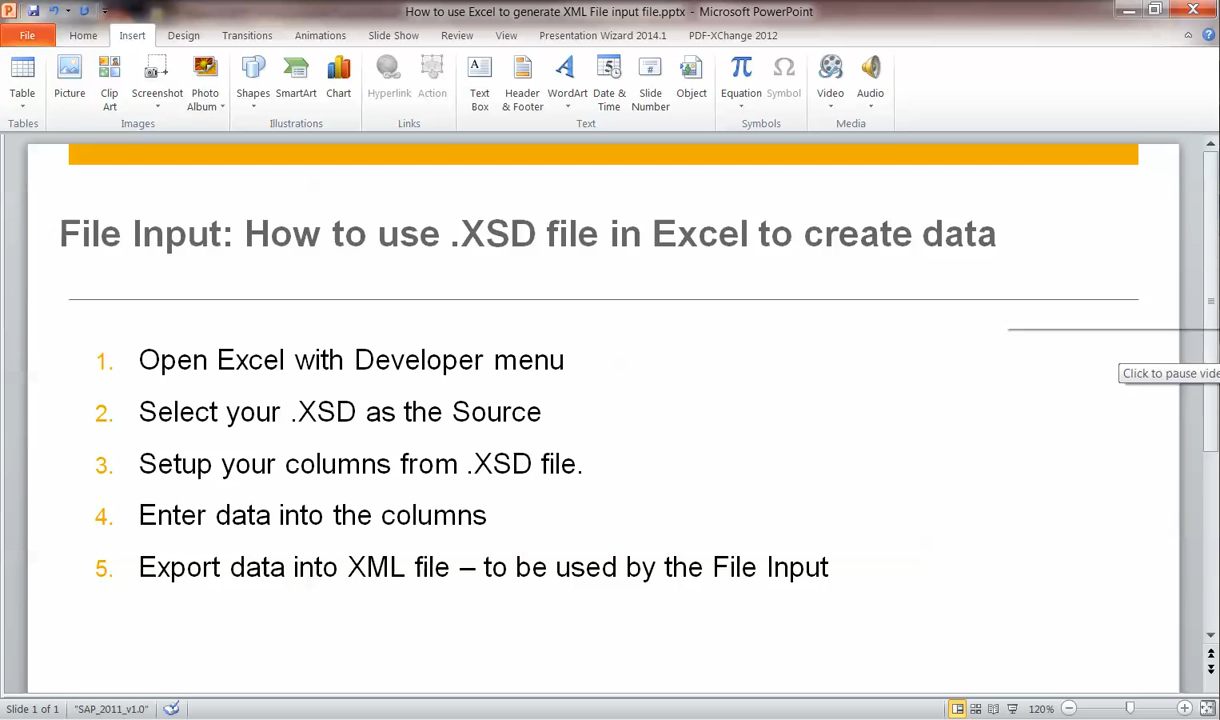 How to use Excel to generate XML File input file.pptx - Microsoft PowerPoint
File Home Insert Design Transitions Animations Slide Show Review View Presentation Wizard 2014.1 PDF-XChange 2012
Table Picture Clip Art Screenshot Photo Album Shapes SmartArt Chart Hyperlink Action Text Box Header & Footer WordArt Date & Time Slide Number Object Equation Symbol Video Audio
Tables Images Illustrations Links Text Symbols Media
File Input: How to use .XSD file in Excel to create data
1. Open Excel with Developer menu
Click to pause vide
2. Select your .XSD as the Source
3. Setup your columns from .XSD file.
4. Enter data into the columns
5. Export data into XML file – to be used by the File Input
Slide 1 of 1 "SAP_2011_v1.0" 120%